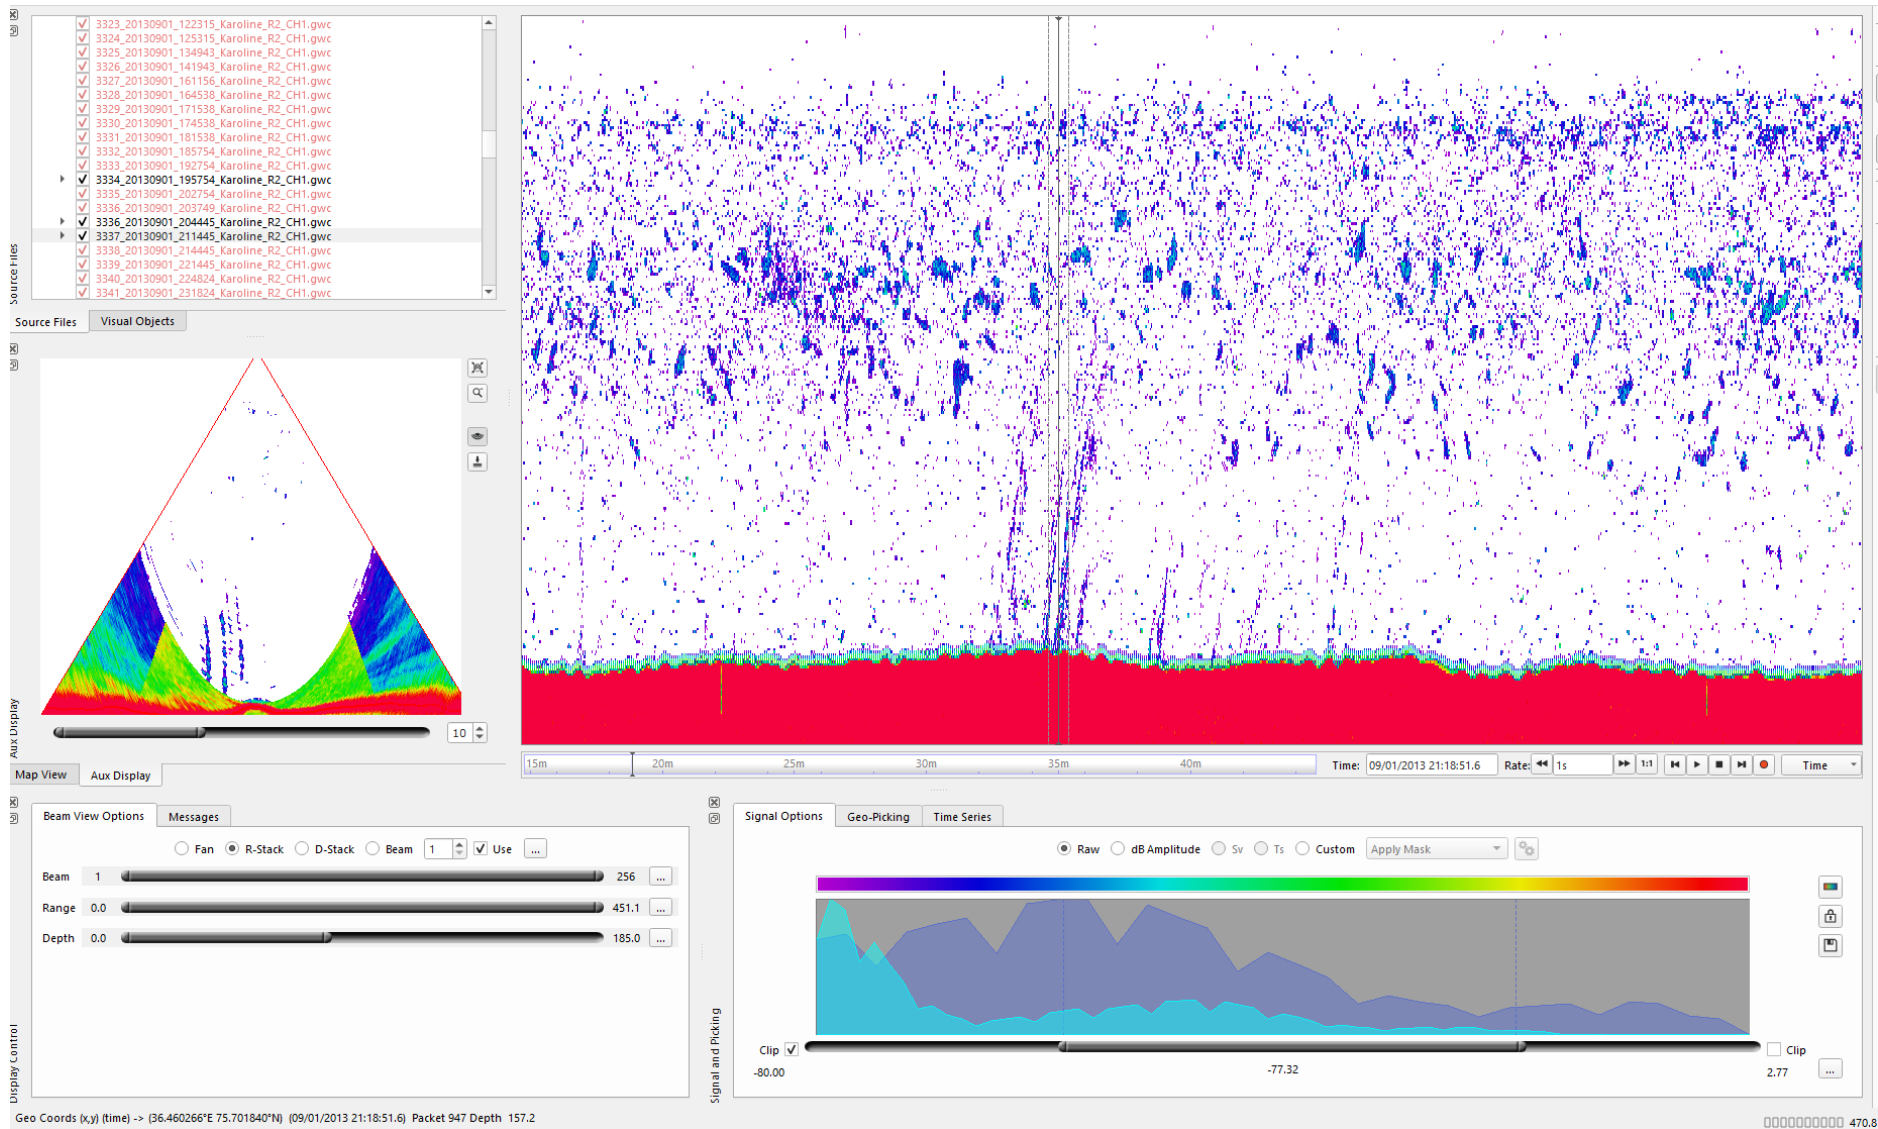 3323_20130901_122315_Karoline_R2_CH1.gwc
3324_20130901_125315_Karoline_R2_CH1.gwc
3325_20130901_134943_Karoline_R2_CH1.gwc
3326_20130901_141943_Karoline_R2_CH1.gwc
3327_20130901_161156_Karoline_R2_CH1.gwc
3328_20130901_164538_Karoline_R2_CH1.gwc
3329_20130901_171538_Karoline_R2_CH1.gwc
3330_20130901_174538_Karoline_R2_CH1.gwc
3331_20130901_181538_Karoline_R2_CH1.gwc
3332_20130901_185754_Karoline_R2_CH1.gwc
3333_20130901_192754_Karoline_R2_CH1.gwc
3334_20130901_195754_Karoline_R2_CH1.gwc
3335_20130901_202754_Karoline_R2_CH1.gwc
3336_20130901_203749_Karoline_R2_CH1.gwc
3336_20130901_204445_Karoline_R2_CH1.gwc
3337_20130901_211445_Karoline_R2_CH1.gwc
3338_20130901_214445_Karoline_R2_CH1.gwc
3339_20130901_221445_Karoline_R2_CH1.gwc
3340_20130901_224824_Karoline_R2_CH1.gwc
3341_20130901_231824_Karoline_R2_CH1.gwc
Source Files
Source Files Visual Objects
Aux Display
10
Map View Aux Display
15m 20m 25m 30m 35m 40m
Time: 09/01/2013 21:18:51.6 Rate: 1s 1:1 Time
Beam View Options Messages
Fan R-Stack D-Stack Beam 1 Use ...
Beam 1 256 ...
Range 0.0 451.1 ...
Depth 0.0 185.0 ...
Display Control
Signal Options Geo-Picking Time Series
Raw dB Amplitude Sv Ts Custom Apply Mask
Clip Clip
-80.00 -77.32 2.77 ...
Signal and Picking
Geo Coords (x,y) (time) -> (36.460266°E 75.701840°N) (09/01/2013 21:18:51.6) Packet 947 Depth 157.2
470.8